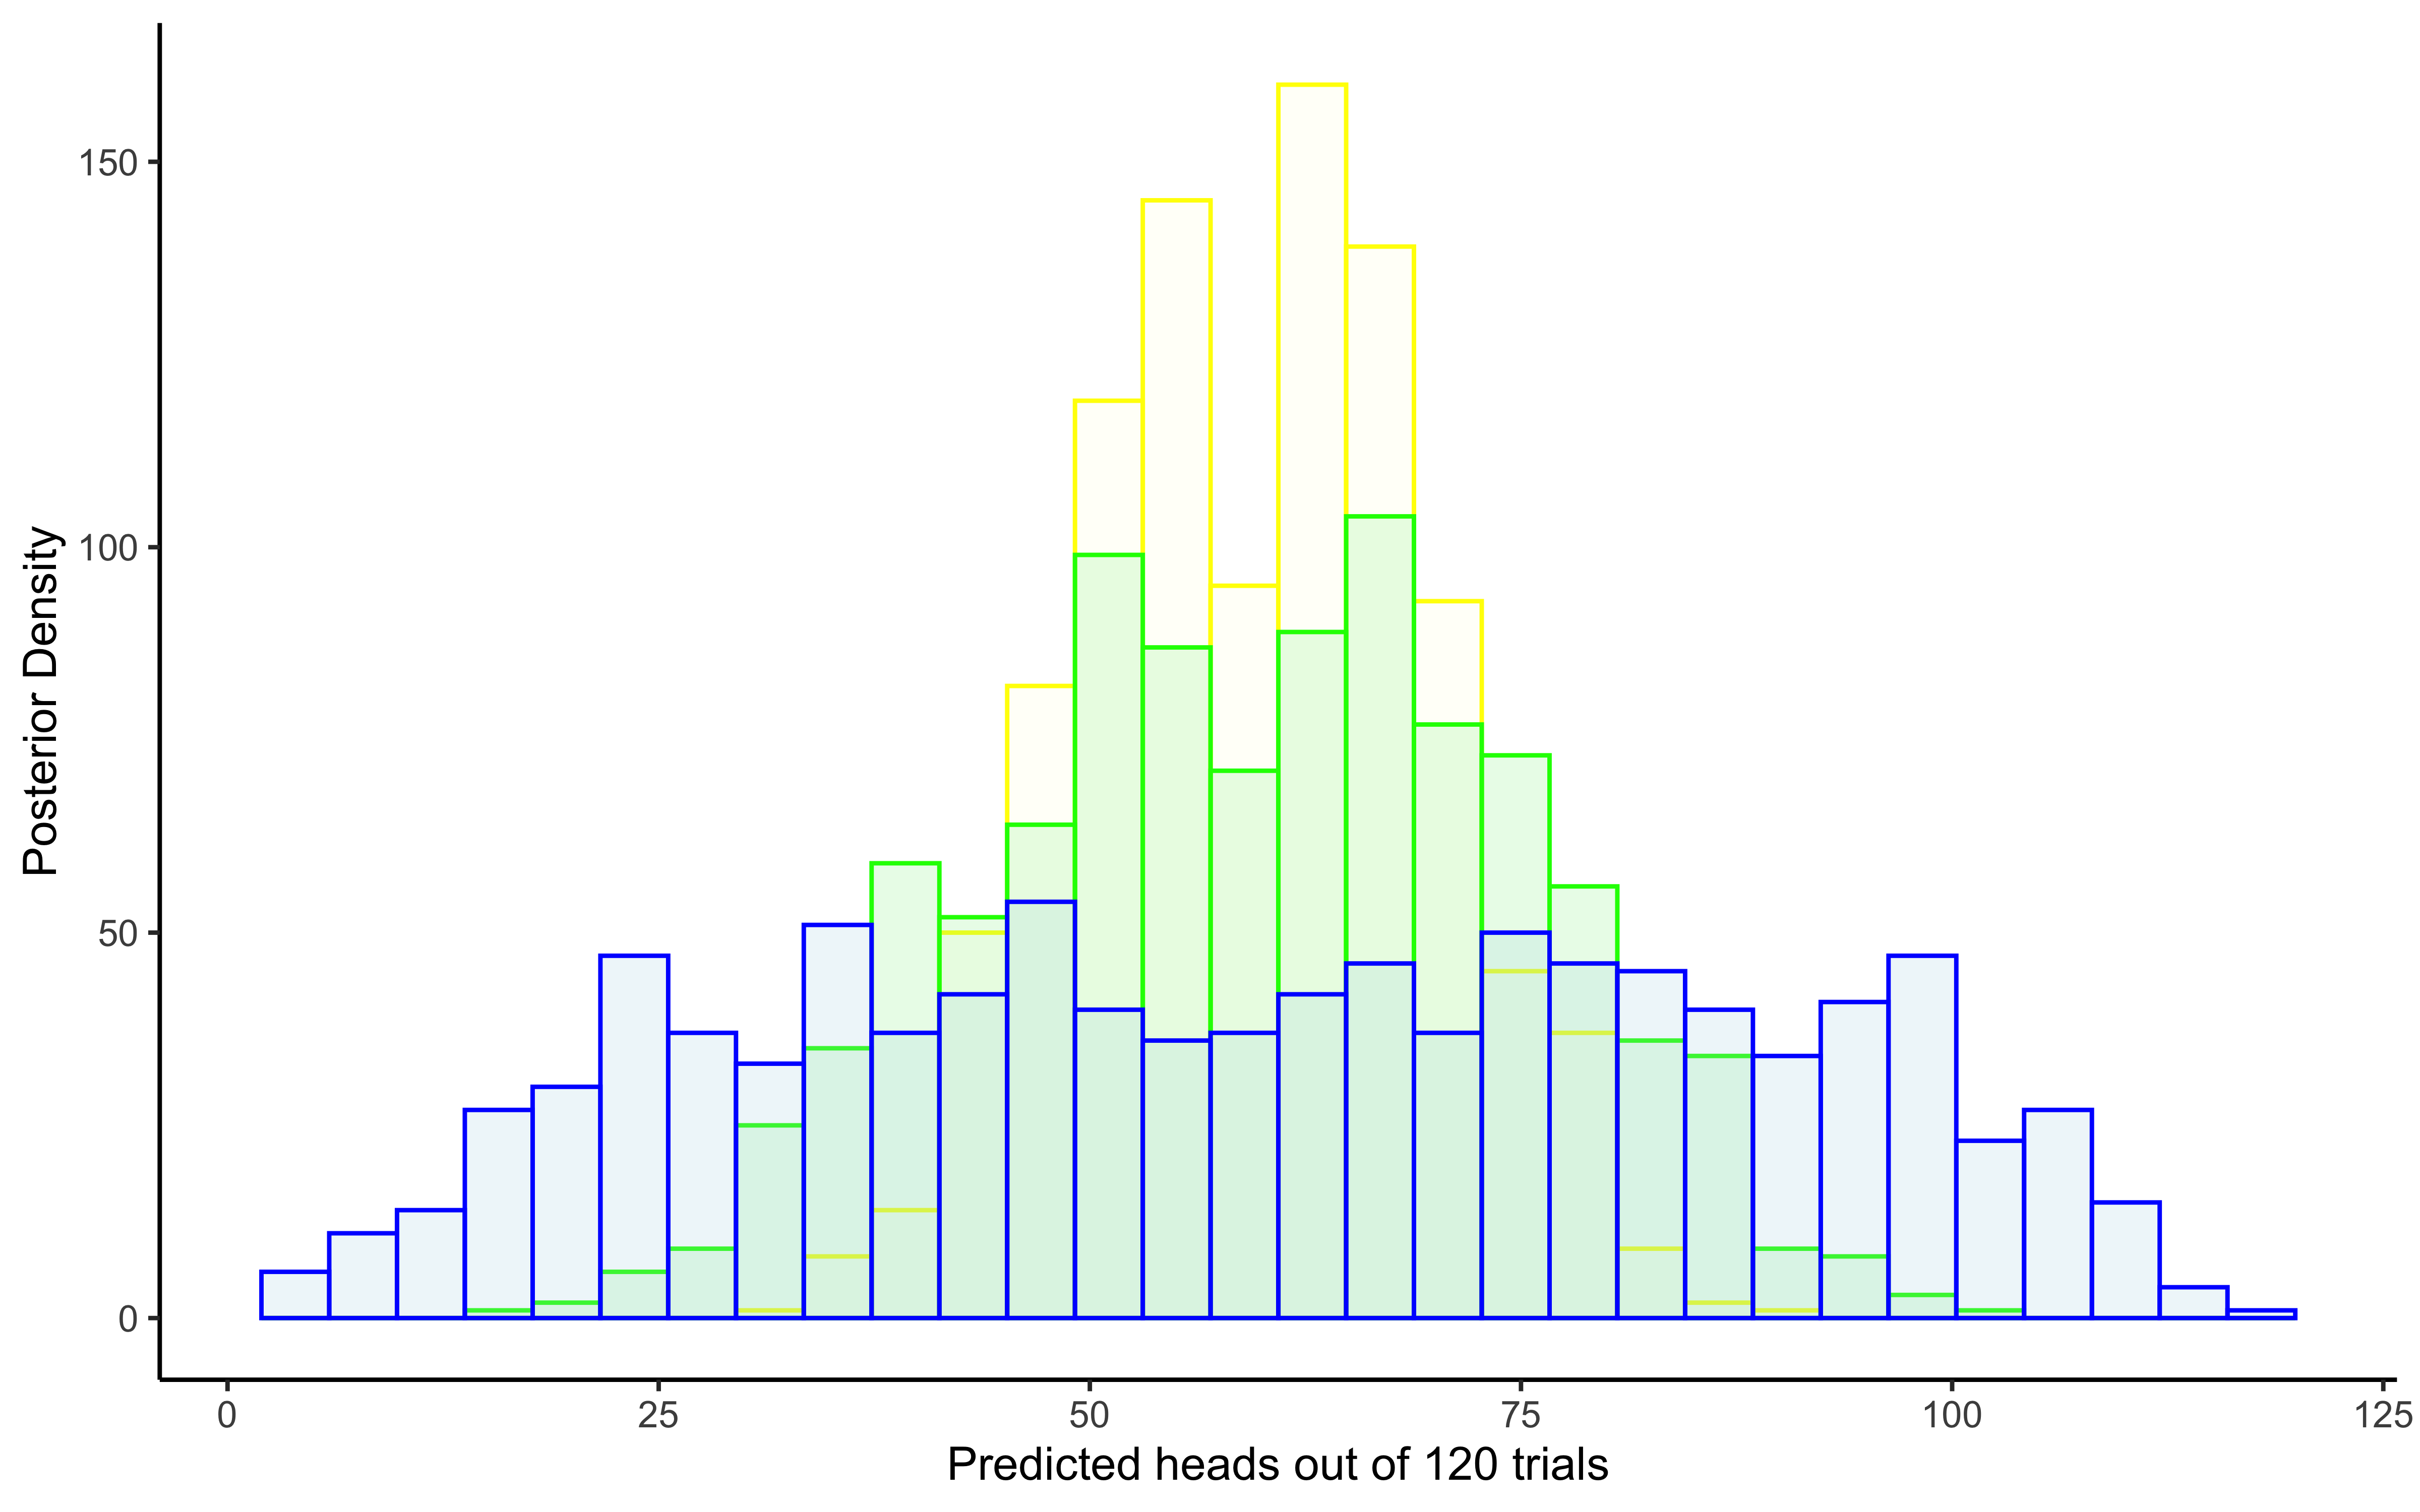 Posterior Density
150
100
50
0
0 25 50 75 100 125
Predicted heads out of 120 trials